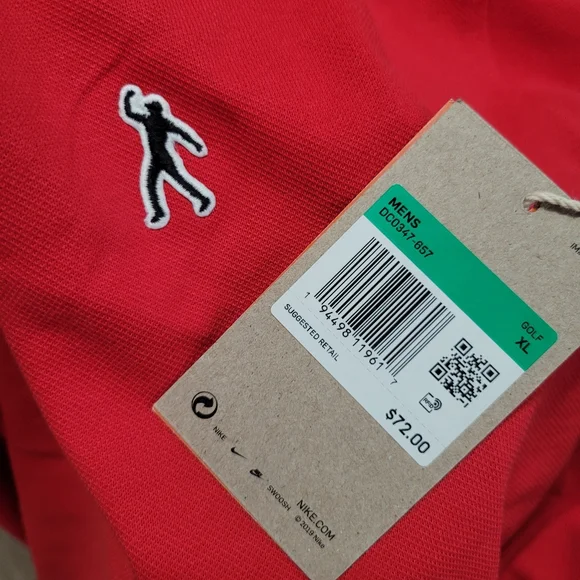 MENS
DC0347-657
GOLF
XL
1 94498 11961 7
SUGGESTED RETAIL
RFID
$72.00
NIKE
SWOOSH
NIKE.COM
© 2019 Nike